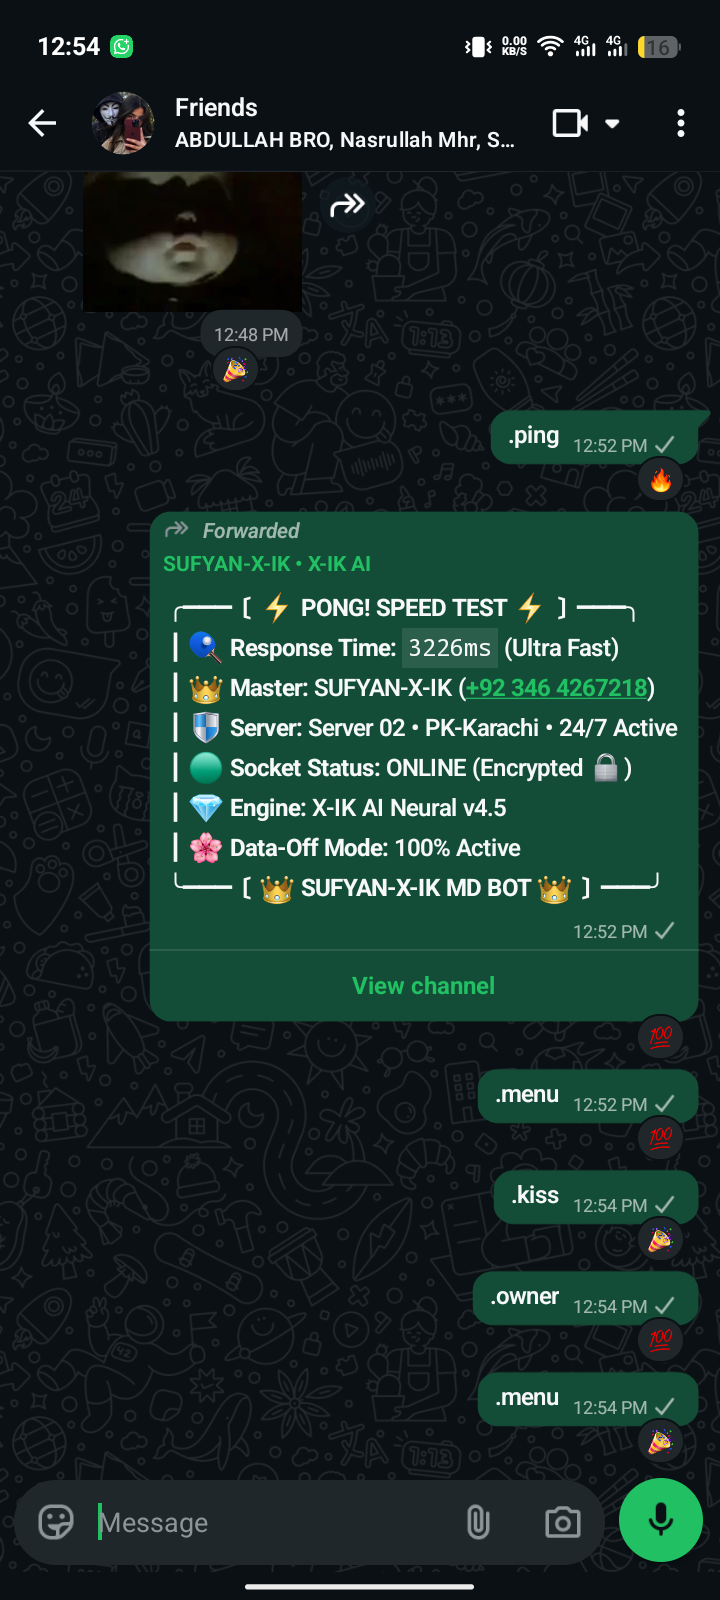 12:54
0.00
KB/S
4G
4G
16
Friends
ABDULLAH BRO, Nasrullah Mhr, S...
12:48 PM
.ping 12:52 PM
Forwarded
SUFYAN-X-IK • X-IK AI
[ ⚡ PONG! SPEED TEST ⚡ ]
Response Time: 3226ms (Ultra Fast)
Master: SUFYAN-X-IK (+92 346 4267218)
Server: Server 02 • PK-Karachi • 24/7 Active
Socket Status: ONLINE (Encrypted 🔒 )
Engine: X-IK AI Neural v4.5
Data-Off Mode: 100% Active
[ 👑 SUFYAN-X-IK MD BOT 👑 ]
12:52 PM
View channel
💯
.menu 12:52 PM
💯
.kiss 12:54 PM
.owner 12:54 PM
💯
.menu 12:54 PM
Message